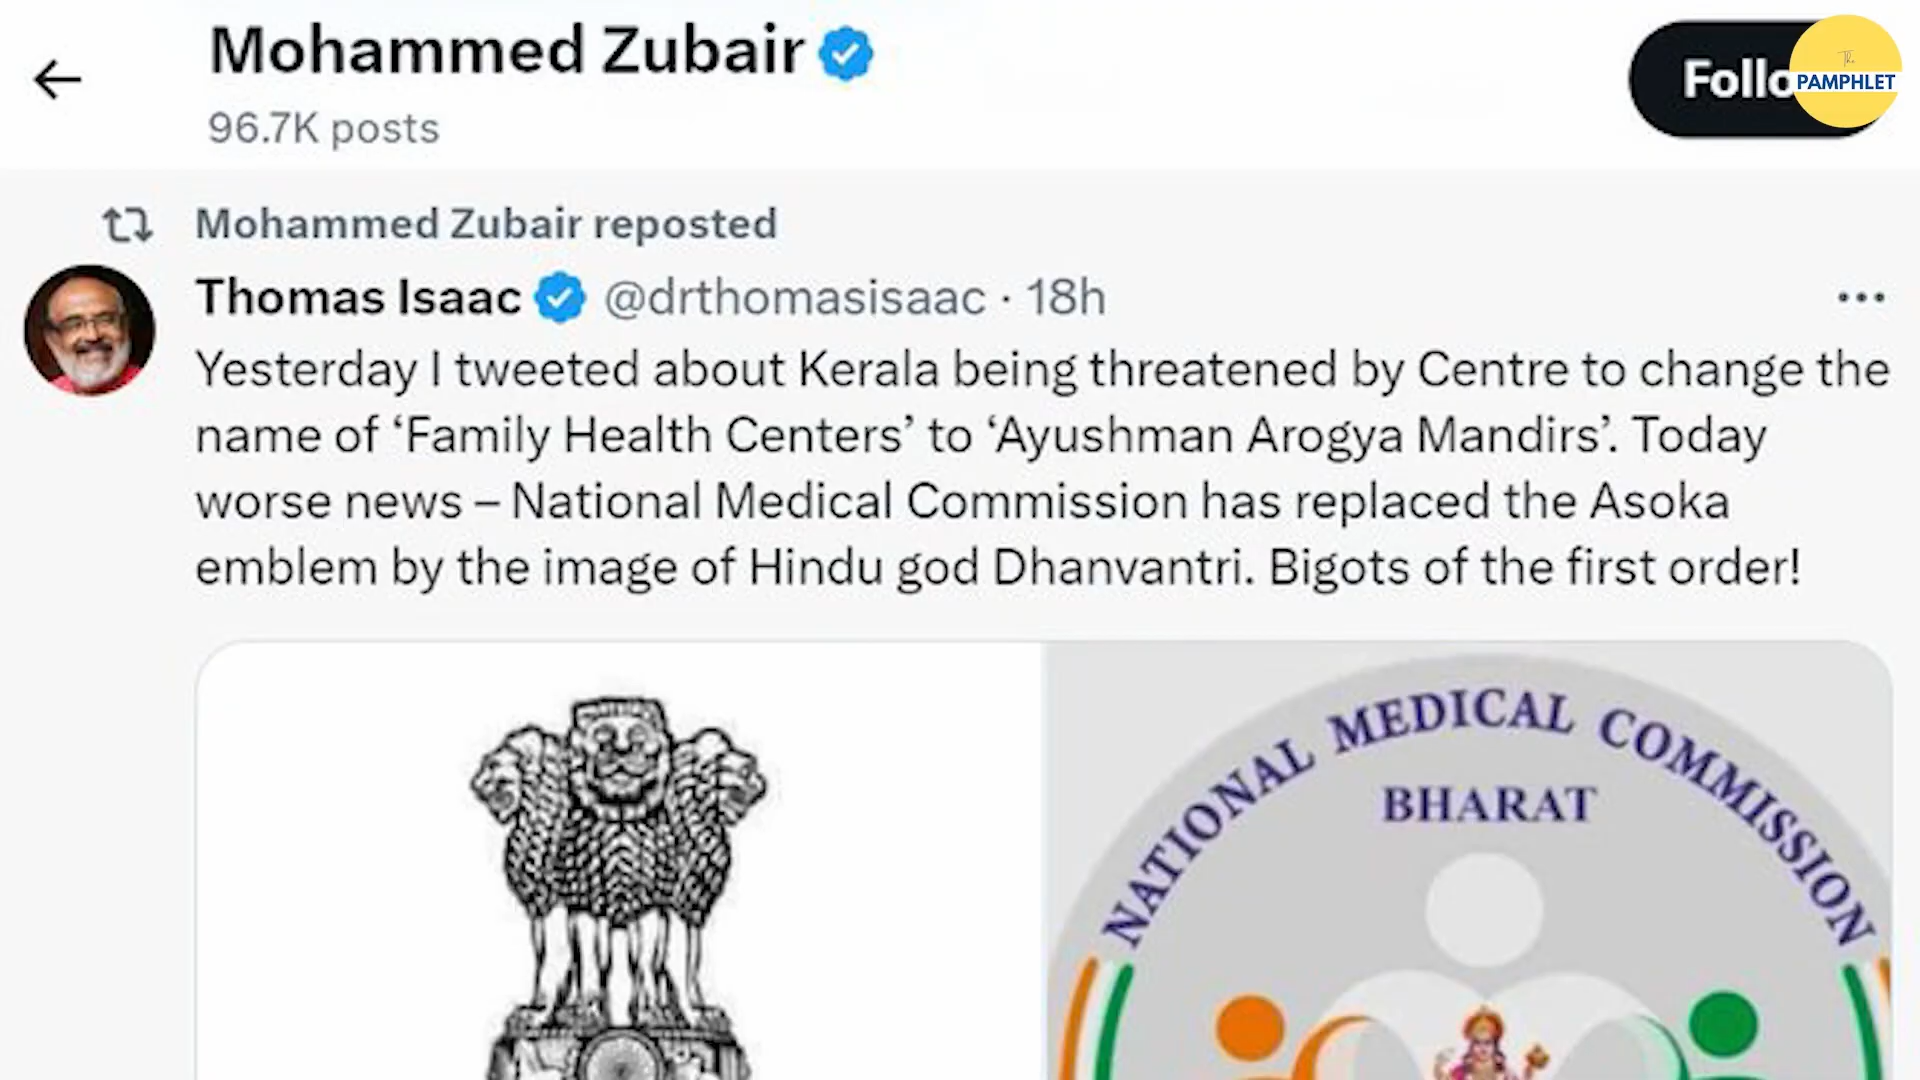 Mohammed Zubair
96.7K posts
Follo
The
PAMPHLET
Mohammed Zubair reposted
Thomas Isaac @drthomasisaac · 18h
Yesterday I tweeted about Kerala being threatened by Centre to change the
name of ‘Family Health Centers’ to ‘Ayushman Arogya Mandirs’. Today
worse news – National Medical Commission has replaced the Asoka
emblem by the image of Hindu god Dhanvantri. Bigots of the first order!
NATIONAL MEDICAL COMMISSION
BHARAT